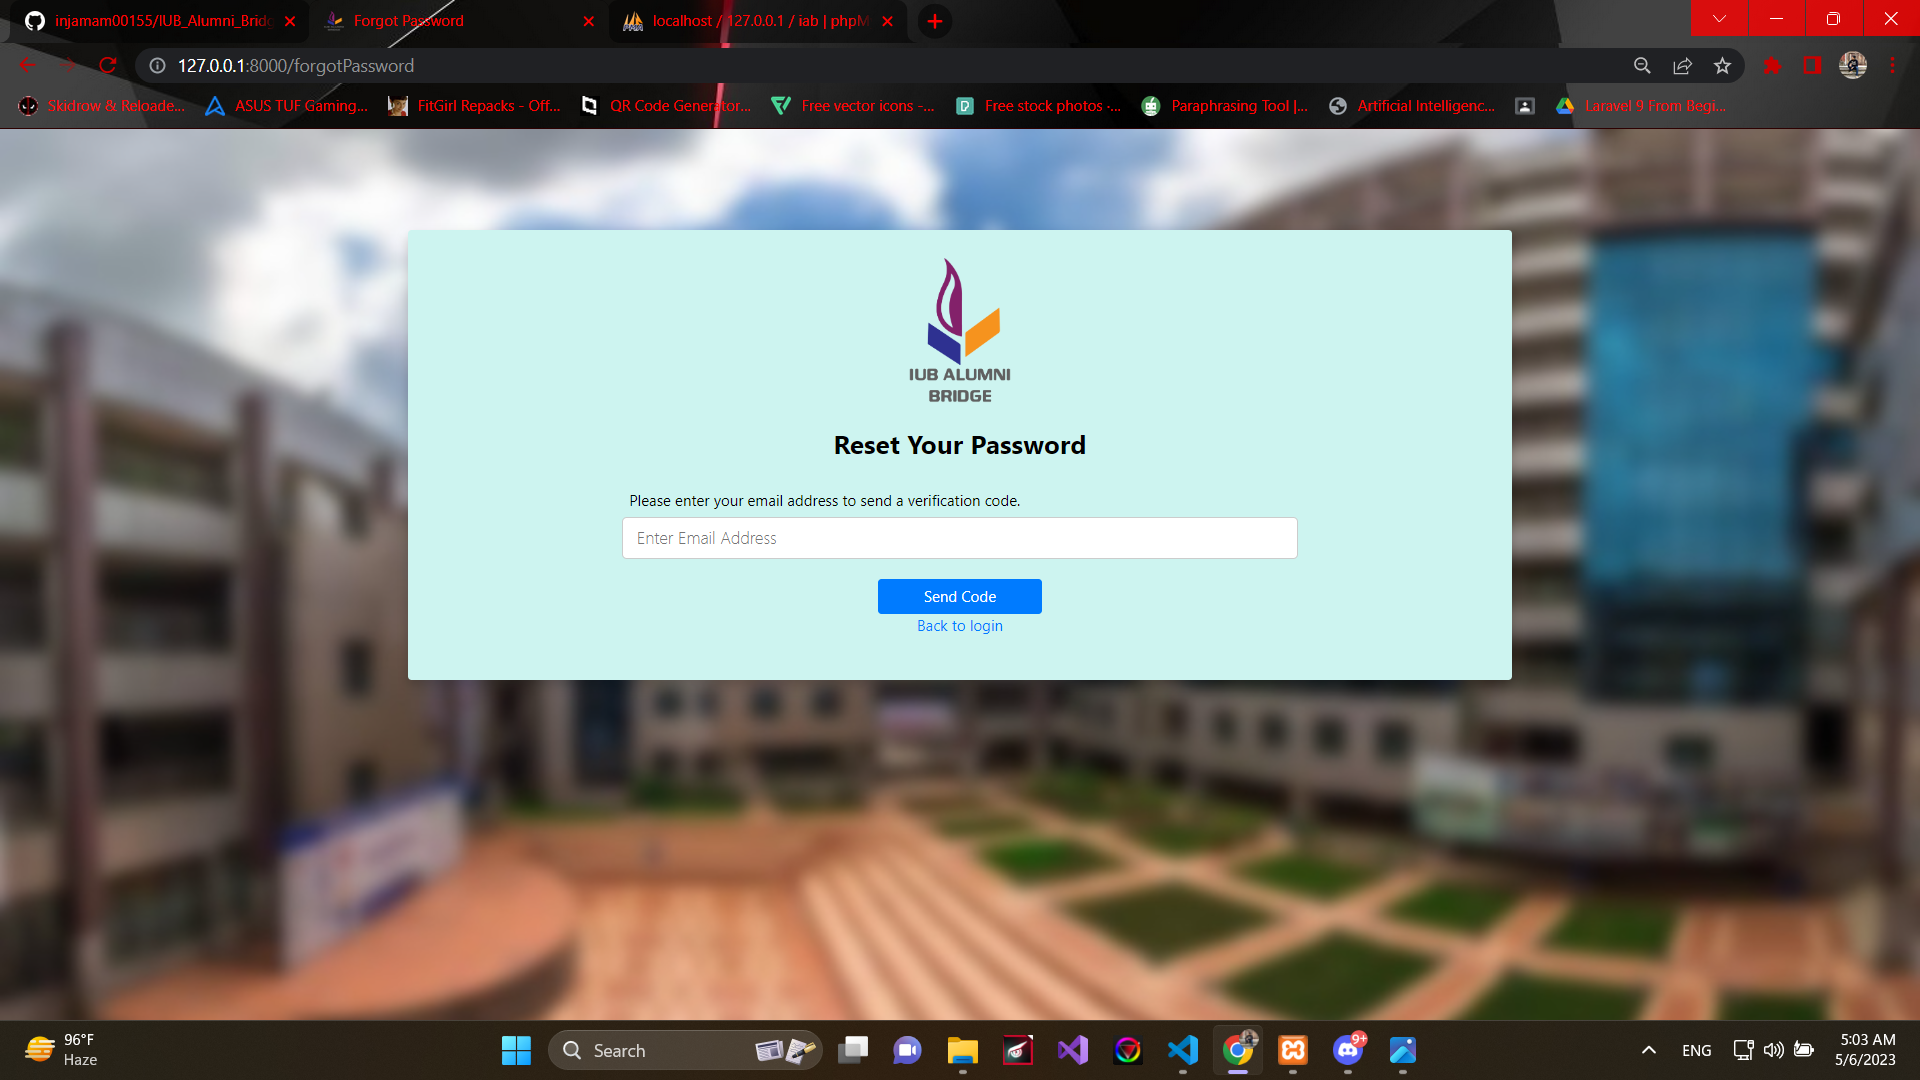 injamam00155/IUB_Alumni_Bridg
Forgot Password
localhost / 127.0.0.1 / iab | phpM
127.0.0.1:8000/forgotPassword
Skidrow & Reloade...
ASUS TUF Gaming...
FitGirl Repacks - Off...
QR Code Generator...
Free vector icons -...
Free stock photos -...
Paraphrasing Tool |...
Artificial Intelligenc...
Laravel 9 From Begi...
IUB ALUMNI
BRIDGE
Reset Your Password
Please enter your email address to send a verification code.
Enter Email Address
Send Code
Back to login
96°F
Haze
Search
9+
ENG
5:03 AM
5/6/2023